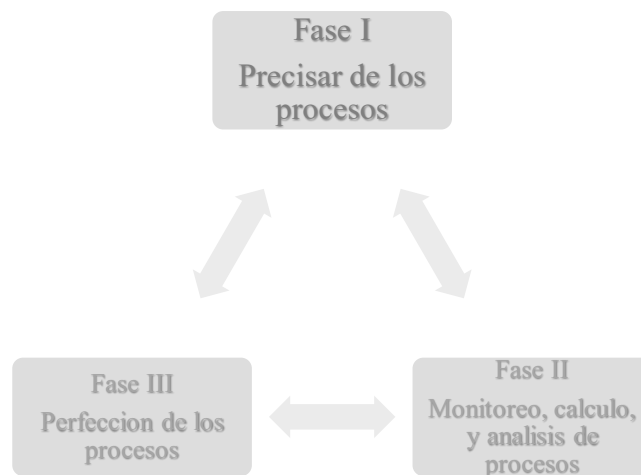 Fase I
Precisar de los
procesos
Fase III
Perfeccion de los
procesos
Fase II
Monitoreo, calculo,
y analisis de
procesos